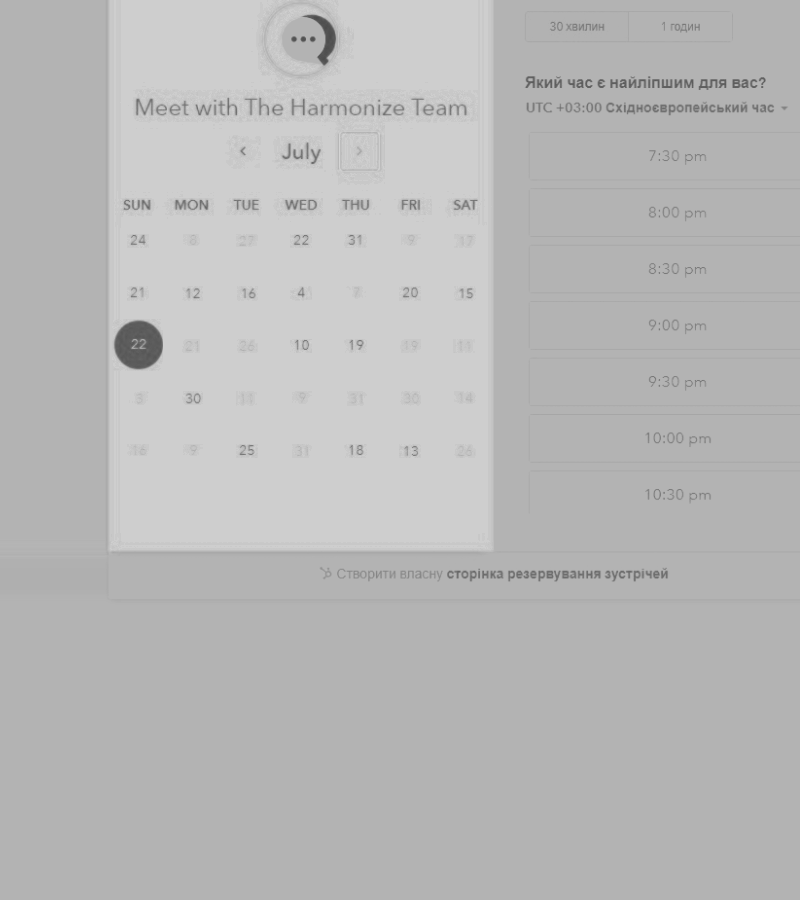 Meet with The Harmonize Team
July
SUN MON TUE WED THU FRI SAT
24 8 27 22 31 9 17
21 12 16 4 20 15
22 21 26 10 19 19 11
3 30 11 9 31 30 14
16 9 25 31 18 13 26
30 хвилин 1 годин
Який час є найліпшим для вас?
UTC +03:00 Східноєвропейський час
7:30 pm
8:00 pm
8:30 pm
9:00 pm
9:30 pm
10:00 pm
10:30 pm
Створити власну сторінка резервування зустрічей